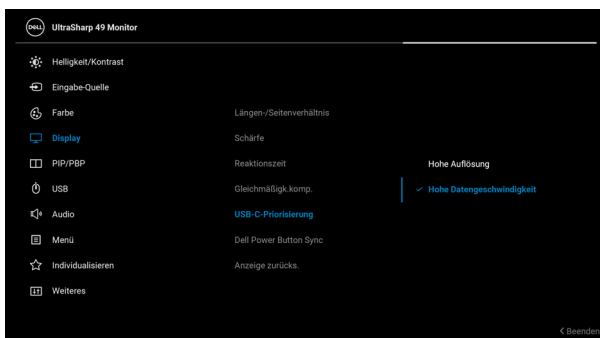 DELL UltraSharp 49 Monitor
Helligkeit/Kontrast
Eingabe-Quelle
Farbe
Display
PIP/PBP
USB
Audio
Menü
Individualisieren
Weiteres
Längen-/Seitenverhältnis
Schärfe
Reaktionszeit
Gleichmäßigk.komp.
USB-C-Priorisierung
Dell Power Button Sync
Anzeige zurücks.
Hohe Auflösung
Hohe Datengeschwindigkeit
Beenden